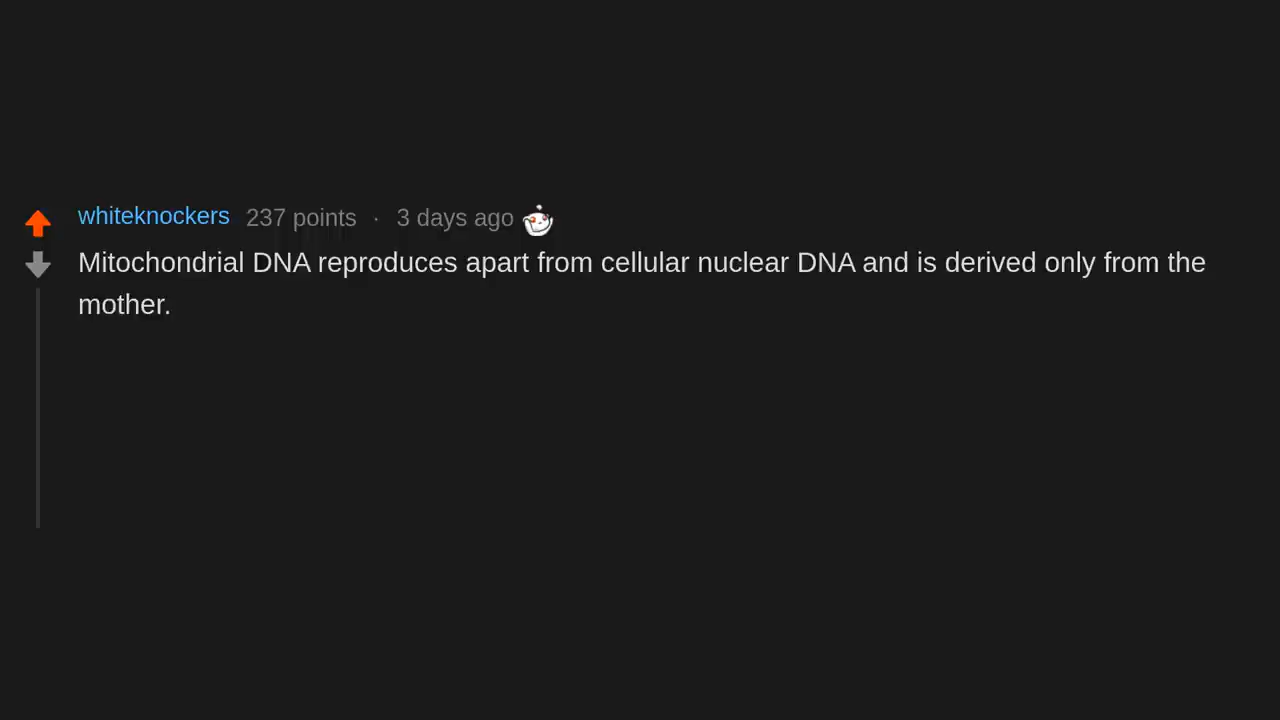 whiteknockers 237 points · 3 days ago
Mitochondrial DNA reproduces apart from cellular nuclear DNA and is derived only from the
mother.